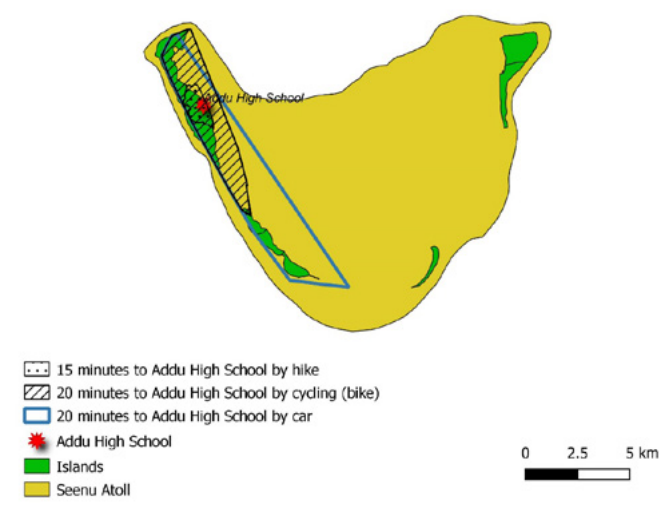 Addu High School
15 minutes to Addu High School by hike
20 minutes to Addu High School by cycling (bike)
20 minutes to Addu High School by car
Addu High School
Islands
Seenu Atoll
0 2.5 5 km